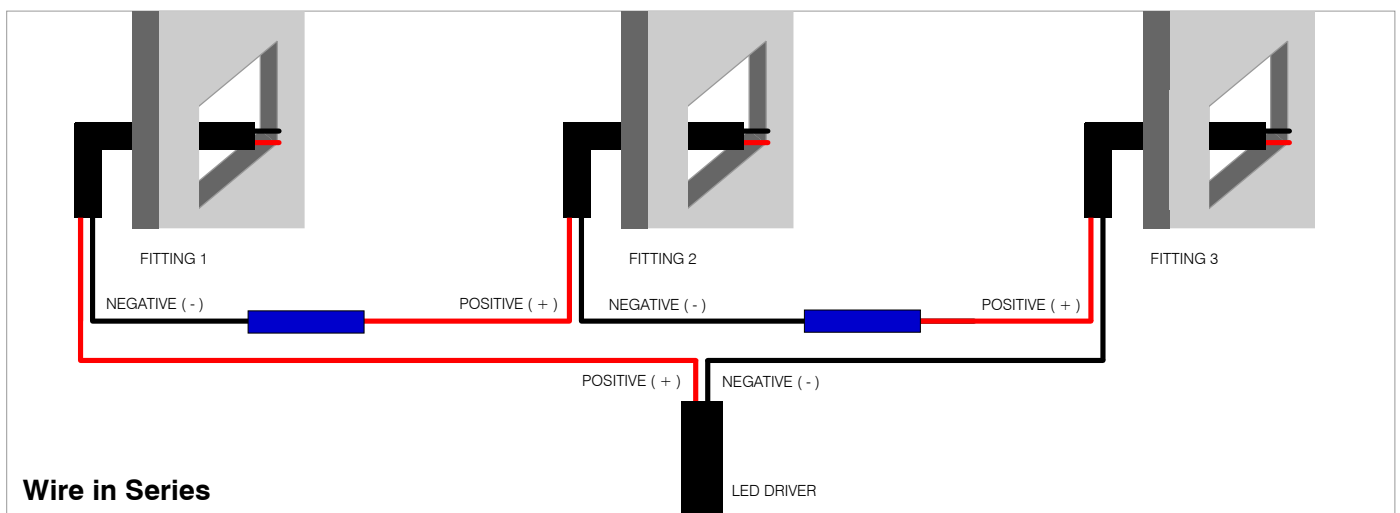 FITTING 1
FITTING 2
FITTING 3
NEGATIVE ( - )
POSITIVE ( + )
NEGATIVE ( - )
POSITIVE ( + )
POSITIVE ( + )
NEGATIVE ( - )
Wire in Series
LED DRIVER